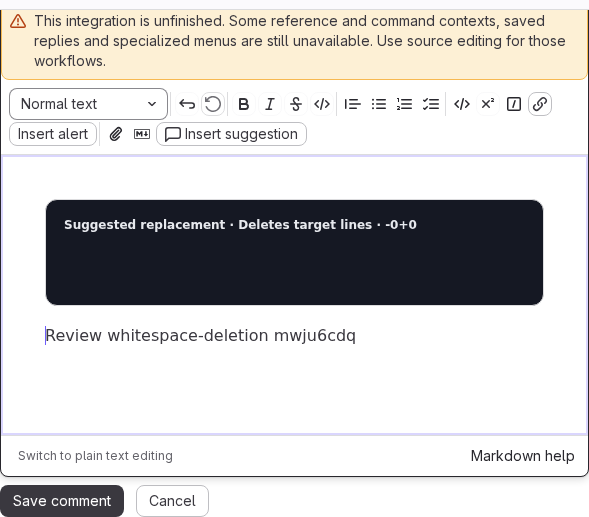 This integration is unfinished. Some reference and command contexts, saved
replies and specialized menus are still unavailable. Use source editing for those
workflows.
Normal text
Insert alert
Insert suggestion
Suggested replacement · Deletes target lines · -0+0
Review whitespace-deletion mwju6cdq
Switch to plain text editing
Markdown help
Save comment
Cancel